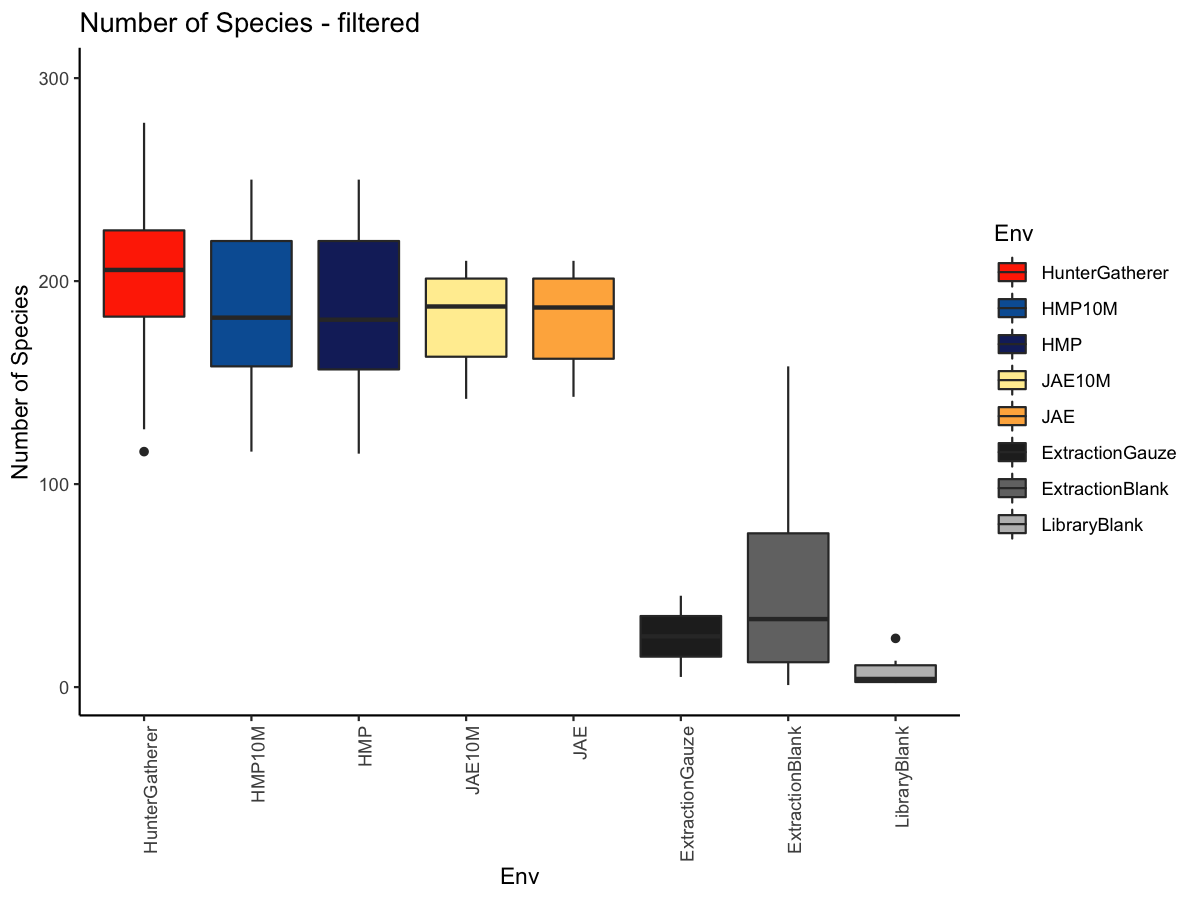 Number of Species - filtered
Number of Species
300
200
100
0
HunterGatherer
HMP10M
HMP
JAE10M
JAE
ExtractionGauze
ExtractionBlank
LibraryBlank
Env
Env
HunterGatherer
HMP10M
HMP
JAE10M
JAE
ExtractionGauze
ExtractionBlank
LibraryBlank